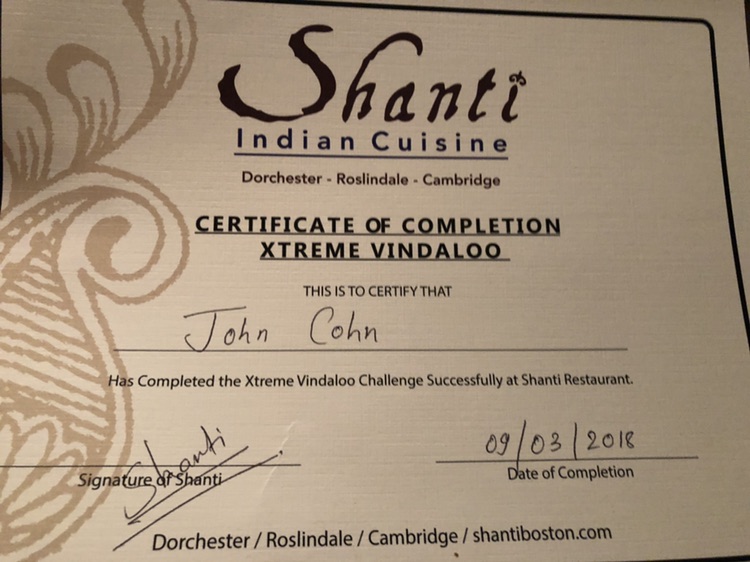 Shanti
Indian Cuisine
Dorchester - Roslindale - Cambridge
CERTIFICATE OF COMPLETION
XTREME VINDALOO
THIS IS TO CERTIFY THAT
John Cohn
Has Completed the Xtreme Vindaloo Challenge Successfully at Shanti Restaurant.
Shanti
09/03/2018
Signature of Shanti
Date of Completion
Dorchester / Roslindale / Cambridge / shantiboston.com